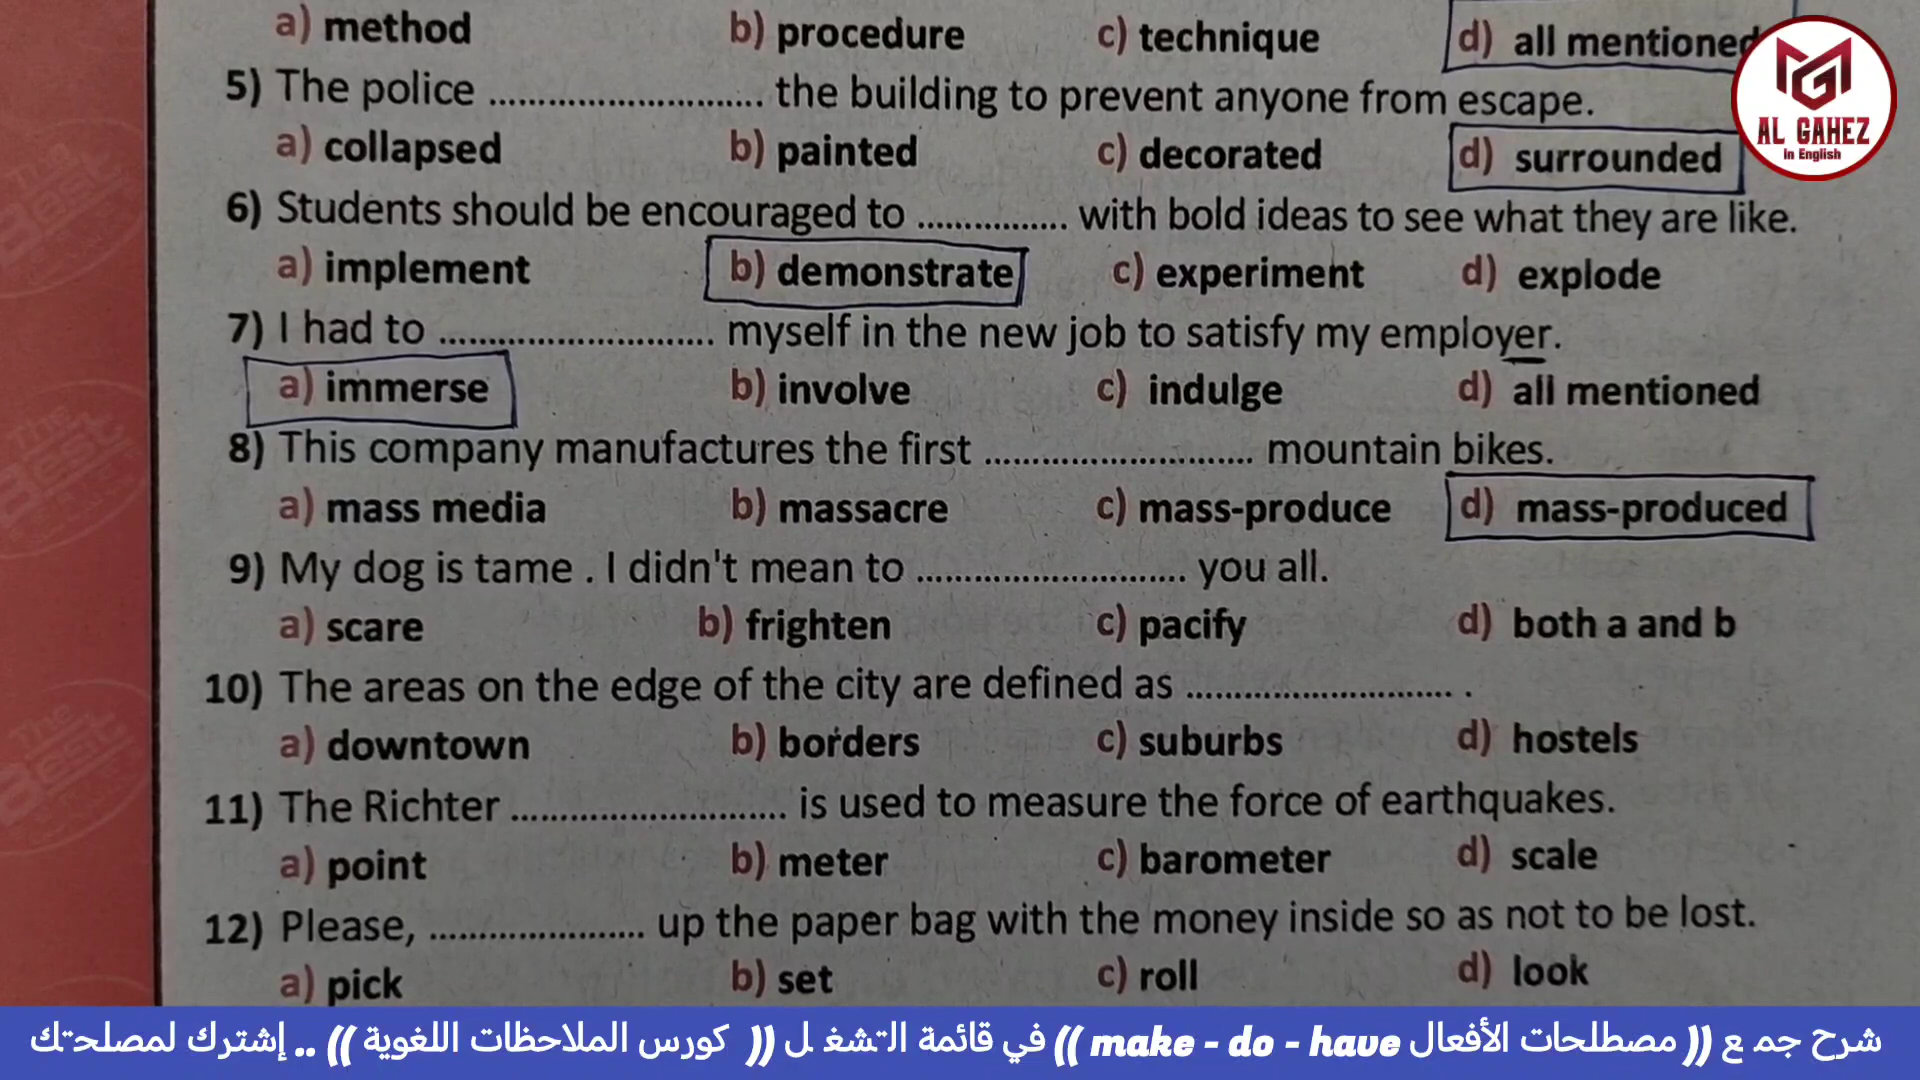 a) method b) procedure c) technique d) all mentioned
5) The police ........................... the building to prevent anyone from escape.
a) collapsed b) painted c) decorated d) surrounded
6) Students should be encouraged to ............... with bold ideas to see what they are like.
a) implement b) demonstrate c) experiment d) explode
7) I had to ........................... myself in the new job to satisfy my employer.
a) immerse b) involve c) indulge d) all mentioned
8) This company manufactures the first ........................... mountain bikes.
a) mass media b) massacre c) mass-produce d) mass-produced
9) My dog is tame . I didn't mean to ........................... you all.
a) scare b) frighten c) pacify d) both a and b
10) The areas on the edge of the city are defined as ........................... .
a) downtown b) borders c) suburbs d) hostels
11) The Richter ........................... is used to measure the force of earthquakes.
a) point b) meter c) barometer d) scale
12) Please, ..................... up the paper bag with the money inside so as not to be lost.
a) pick b) set c) roll d) look
AL GAHEZ
In English
The Best
The Best
شرح جمع (( مصطلحات الأفعال make - do - have )) في قائمة التشغيل (( كورس الملاحظات اللغوية )) .. إشترك لمصلحتك